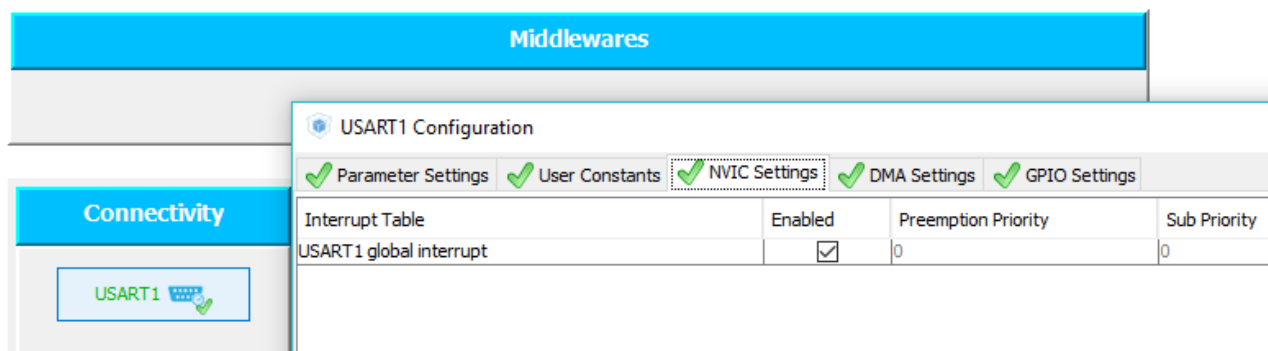 Middlewares
USART1 Configuration
Parameter Settings User Constants NVIC Settings DMA Settings GPIO Settings
Connectivity
Interrupt Table Enabled Preemption Priority Sub Priority
USART1 global interrupt 0 0
USART1